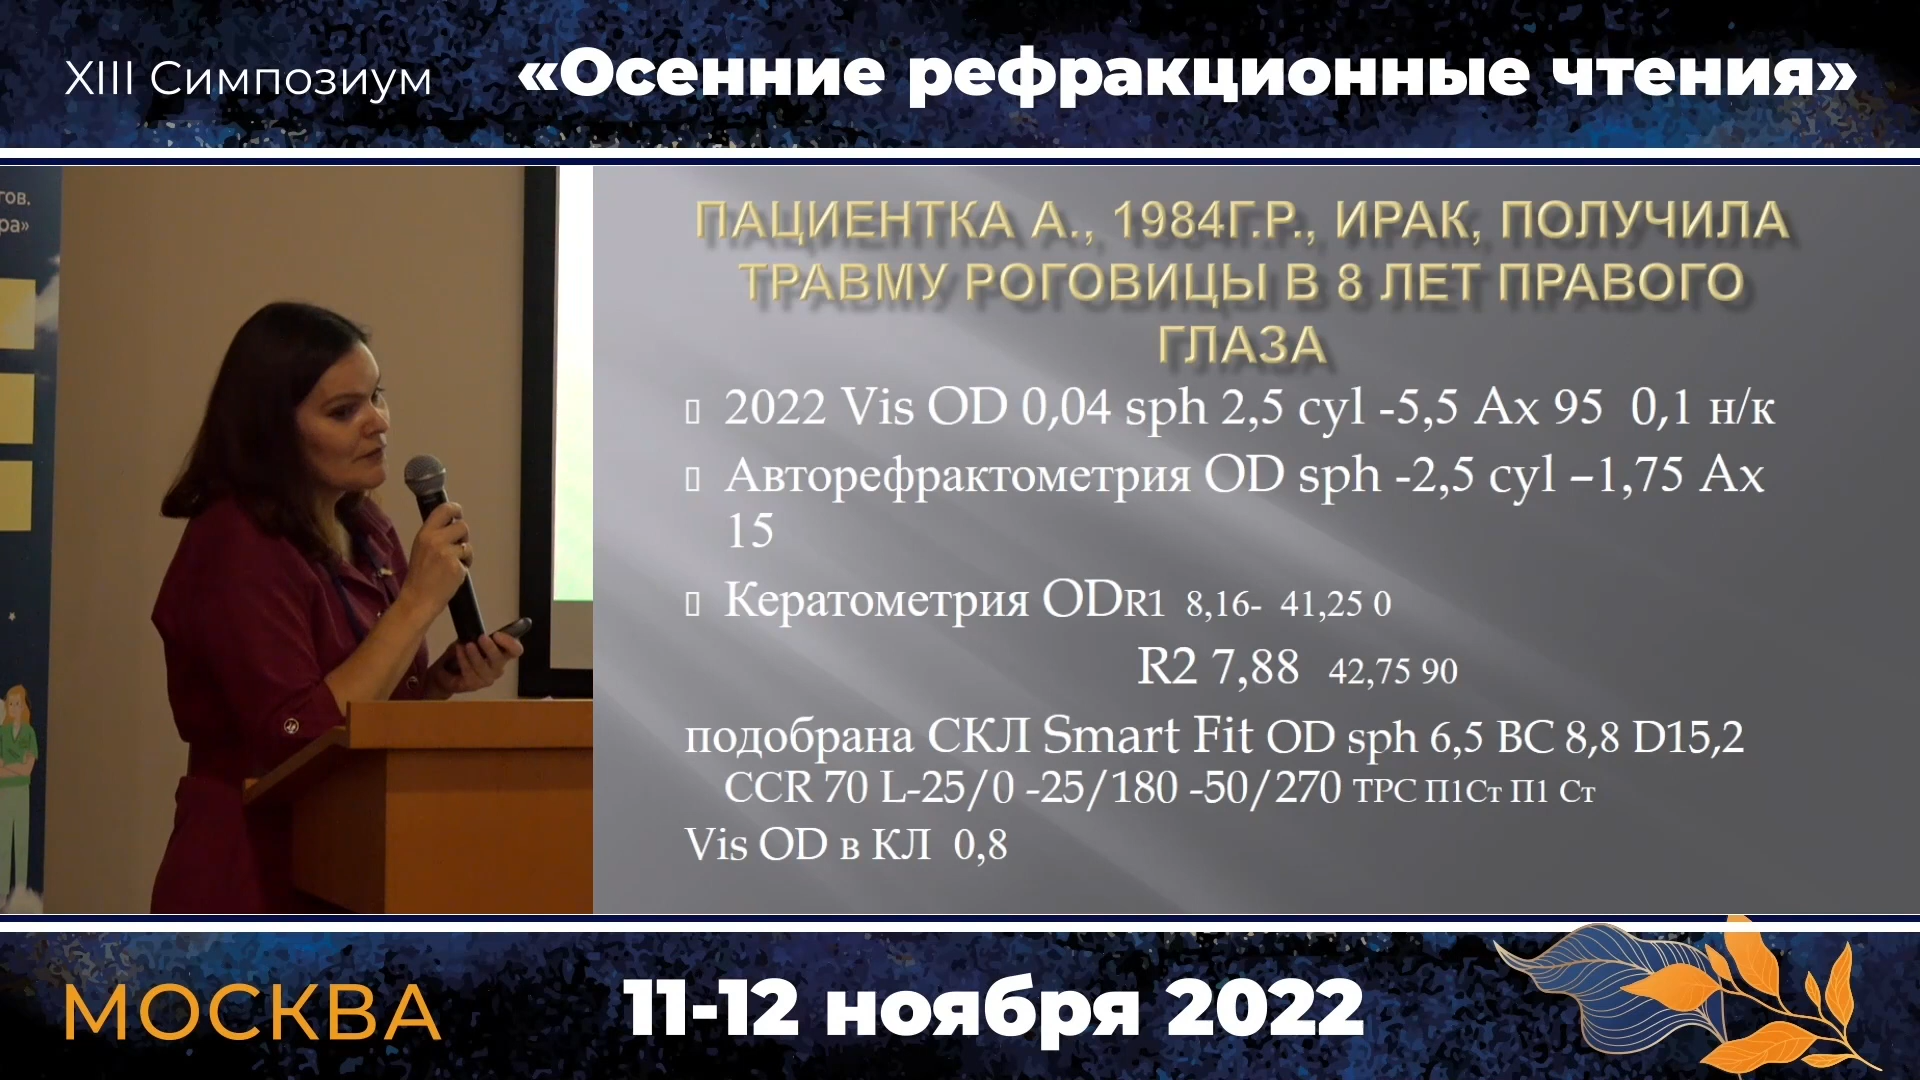 XIII Симпозиум «Осенние рефракционные чтения»
гов.
ра»
ПАЦИЕНТКА А., 1984Г.Р., ИРАК, ПОЛУЧИЛА
ТРАВМУ РОГОВИЦЫ В 8 ЛЕТ ПРАВОГО
ГЛАЗА
2022 Vis OD 0,04 sph 2,5 cyl -5,5 Ax 95 0,1 н/к
Авторефрактометрия OD sph -2,5 cyl –1,75 Ax
15
Кератометрия ODR1 8,16- 41,25 0
R2 7,88 42,75 90
подобрана СКЛ Smart Fit OD sph 6,5 BC 8,8 D15,2
CCR 70 L-25/0 -25/180 -50/270 ТРС П1Ст П1 Ст
Vis OD в КЛ 0,8
МОСКВА 11-12 ноября 2022